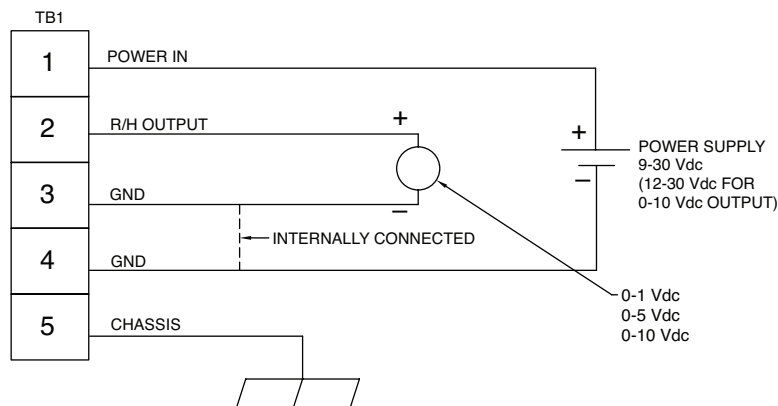 TB1
1
POWER IN
2
R/H OUTPUT
+
+
POWER SUPPLY
9-30 Vdc
(12-30 Vdc FOR
0-10 Vdc OUTPUT)
3
GND
–
–
INTERNALLY CONNECTED
4
GND
0-1 Vdc
0-5 Vdc
0-10 Vdc
5
CHASSIS